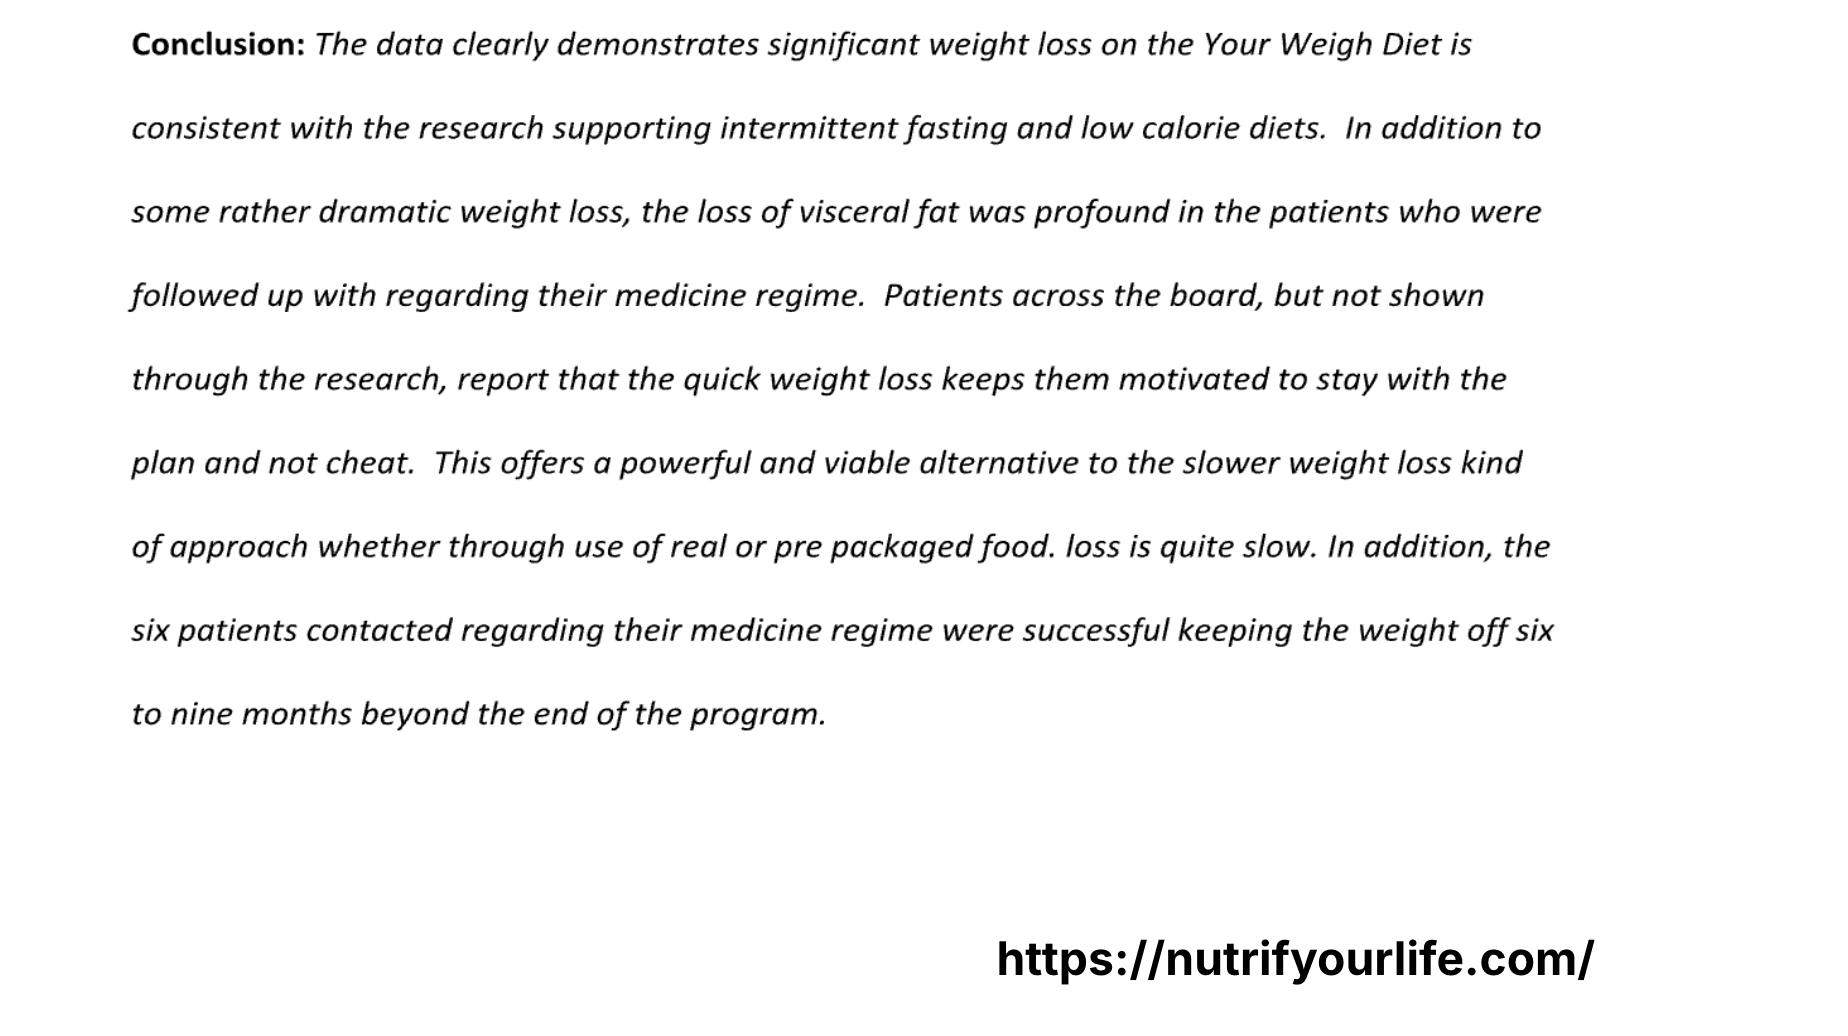 Conclusion: The data clearly demonstrates significant weight loss on the Your Weigh Diet is
consistent with the research supporting intermittent fasting and low calorie diets.  In addition to
some rather dramatic weight loss, the loss of visceral fat was profound in the patients who were
followed up with regarding their medicine regime.  Patients across the board, but not shown
through the research, report that the quick weight loss keeps them motivated to stay with the
plan and not cheat.  This offers a powerful and viable alternative to the slower weight loss kind
of approach whether through use of real or pre packaged food. loss is quite slow. In addition, the
six patients contacted regarding their medicine regime were successful keeping the weight off six
to nine months beyond the end of the program.
https://nutrifyourlife.com/